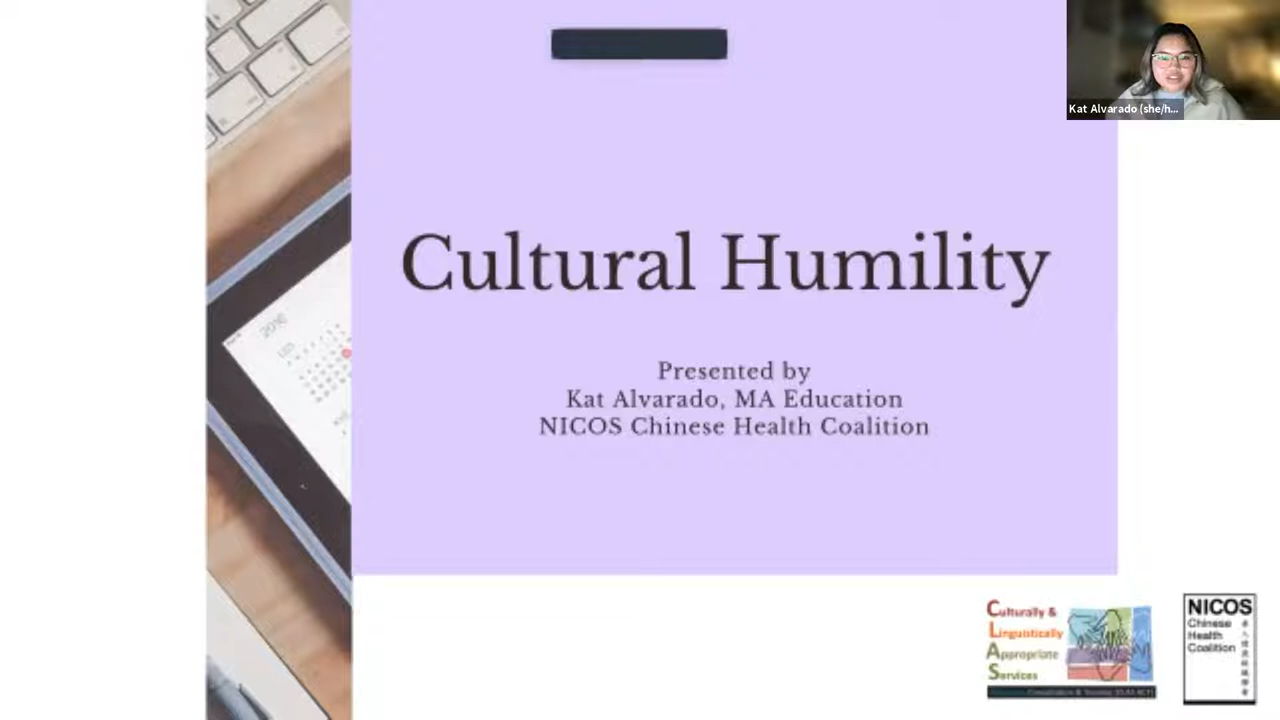 Kat Alvarado (she/h...
Cultural Humility
Presented by
Kat Alvarado, MA Education
NICOS Chinese Health Coalition
2016
Culturally &
Linguistically
Appropriate
Services
NICOS
Chinese
Health
Coalition